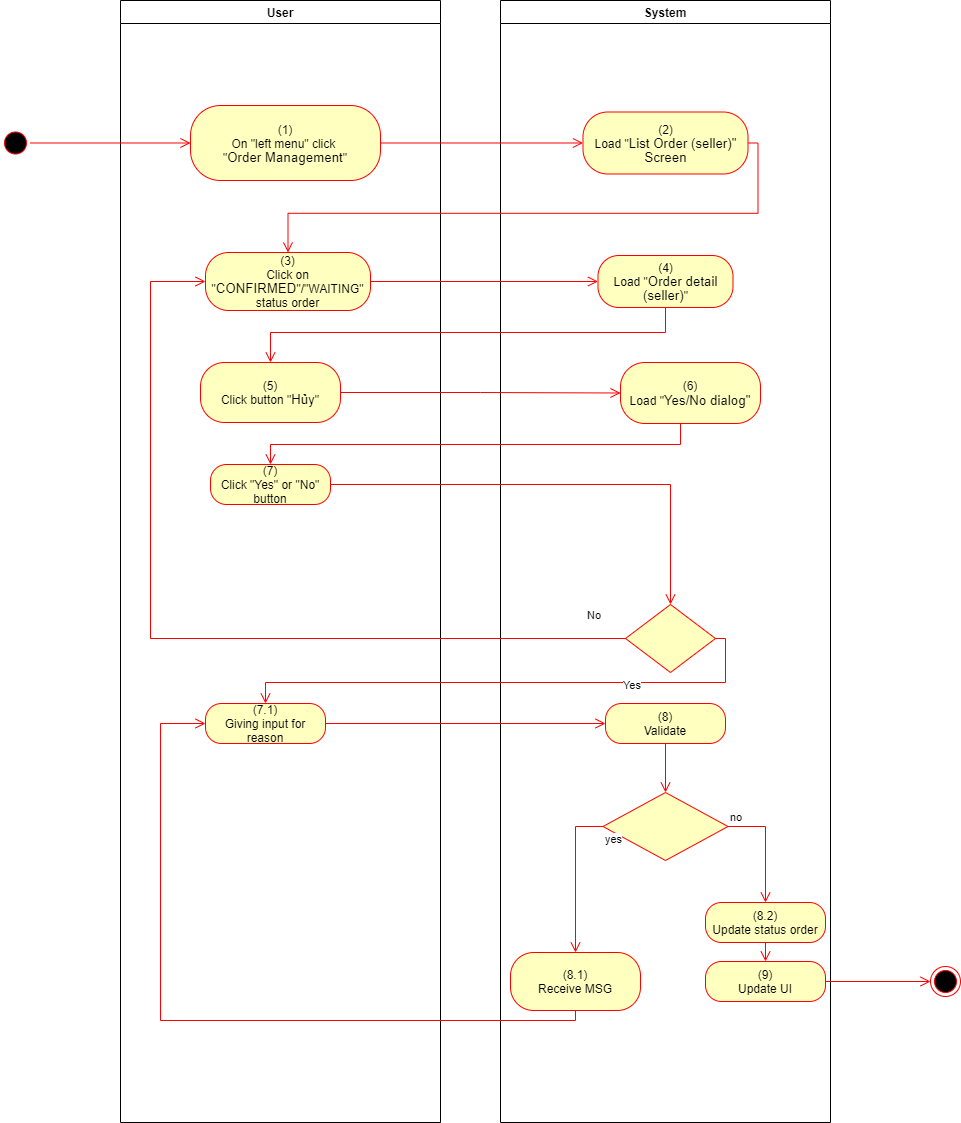 User
System
(1)
On "left menu" click
"Order Management"
(2)
Load "List Order (seller)"
Screen
(3)
Click on
"CONFIRMED"/"WAITING"
status order
(4)
Load "Order detail
(seller)"
(5)
Click button "Hủy"
(6)
Load "Yes/No dialog"
(7)
Click "Yes" or "No"
button
No
Yes
(7.1)
Giving input for
reason
(8)
Validate
yes
no
(8.2)
Update status order
(8.1)
Receive MSG
(9)
Update UI